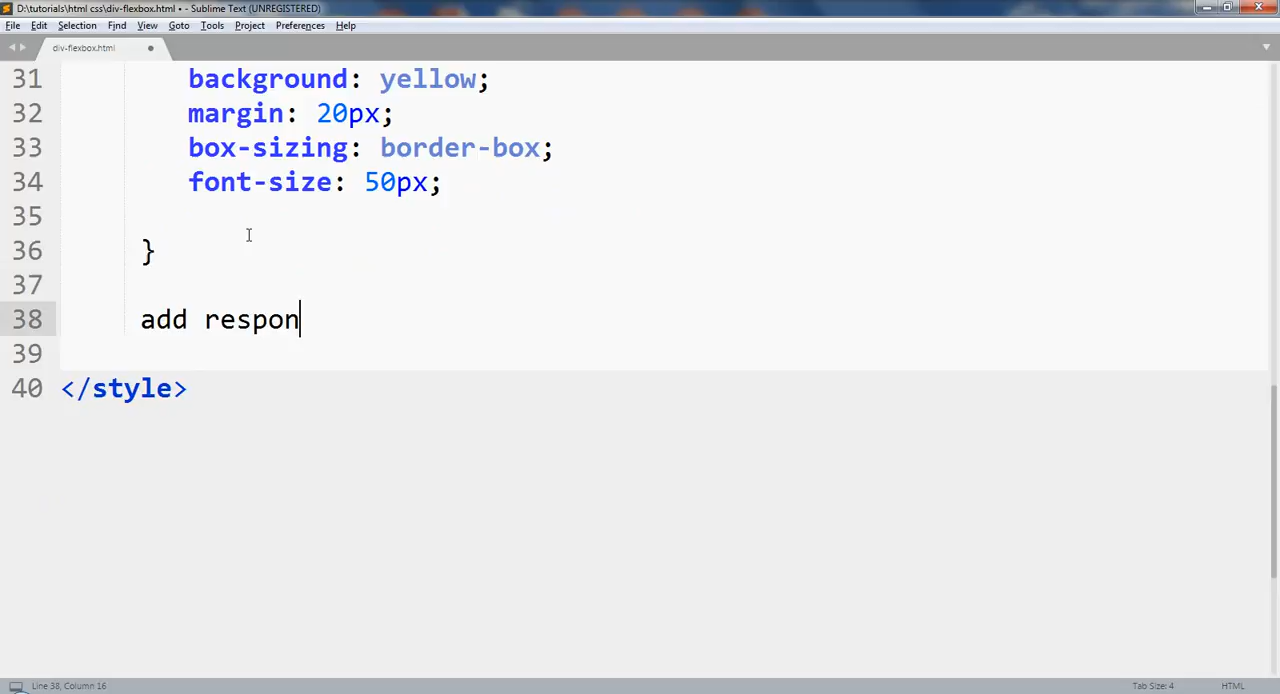 D:\tutorials\html css\div-flexbox.html • - Sublime Text (UNREGISTERED)
File Edit Selection Find View Goto Tools Project Preferences Help
div-flexbox.html
31 background: yellow;
32 margin: 20px;
33 box-sizing: border-box;
34 font-size: 50px;
35
36 }
37
38 add respon
39
40 </style>
Line 38, Column 16 Tab Size: 4 HTML